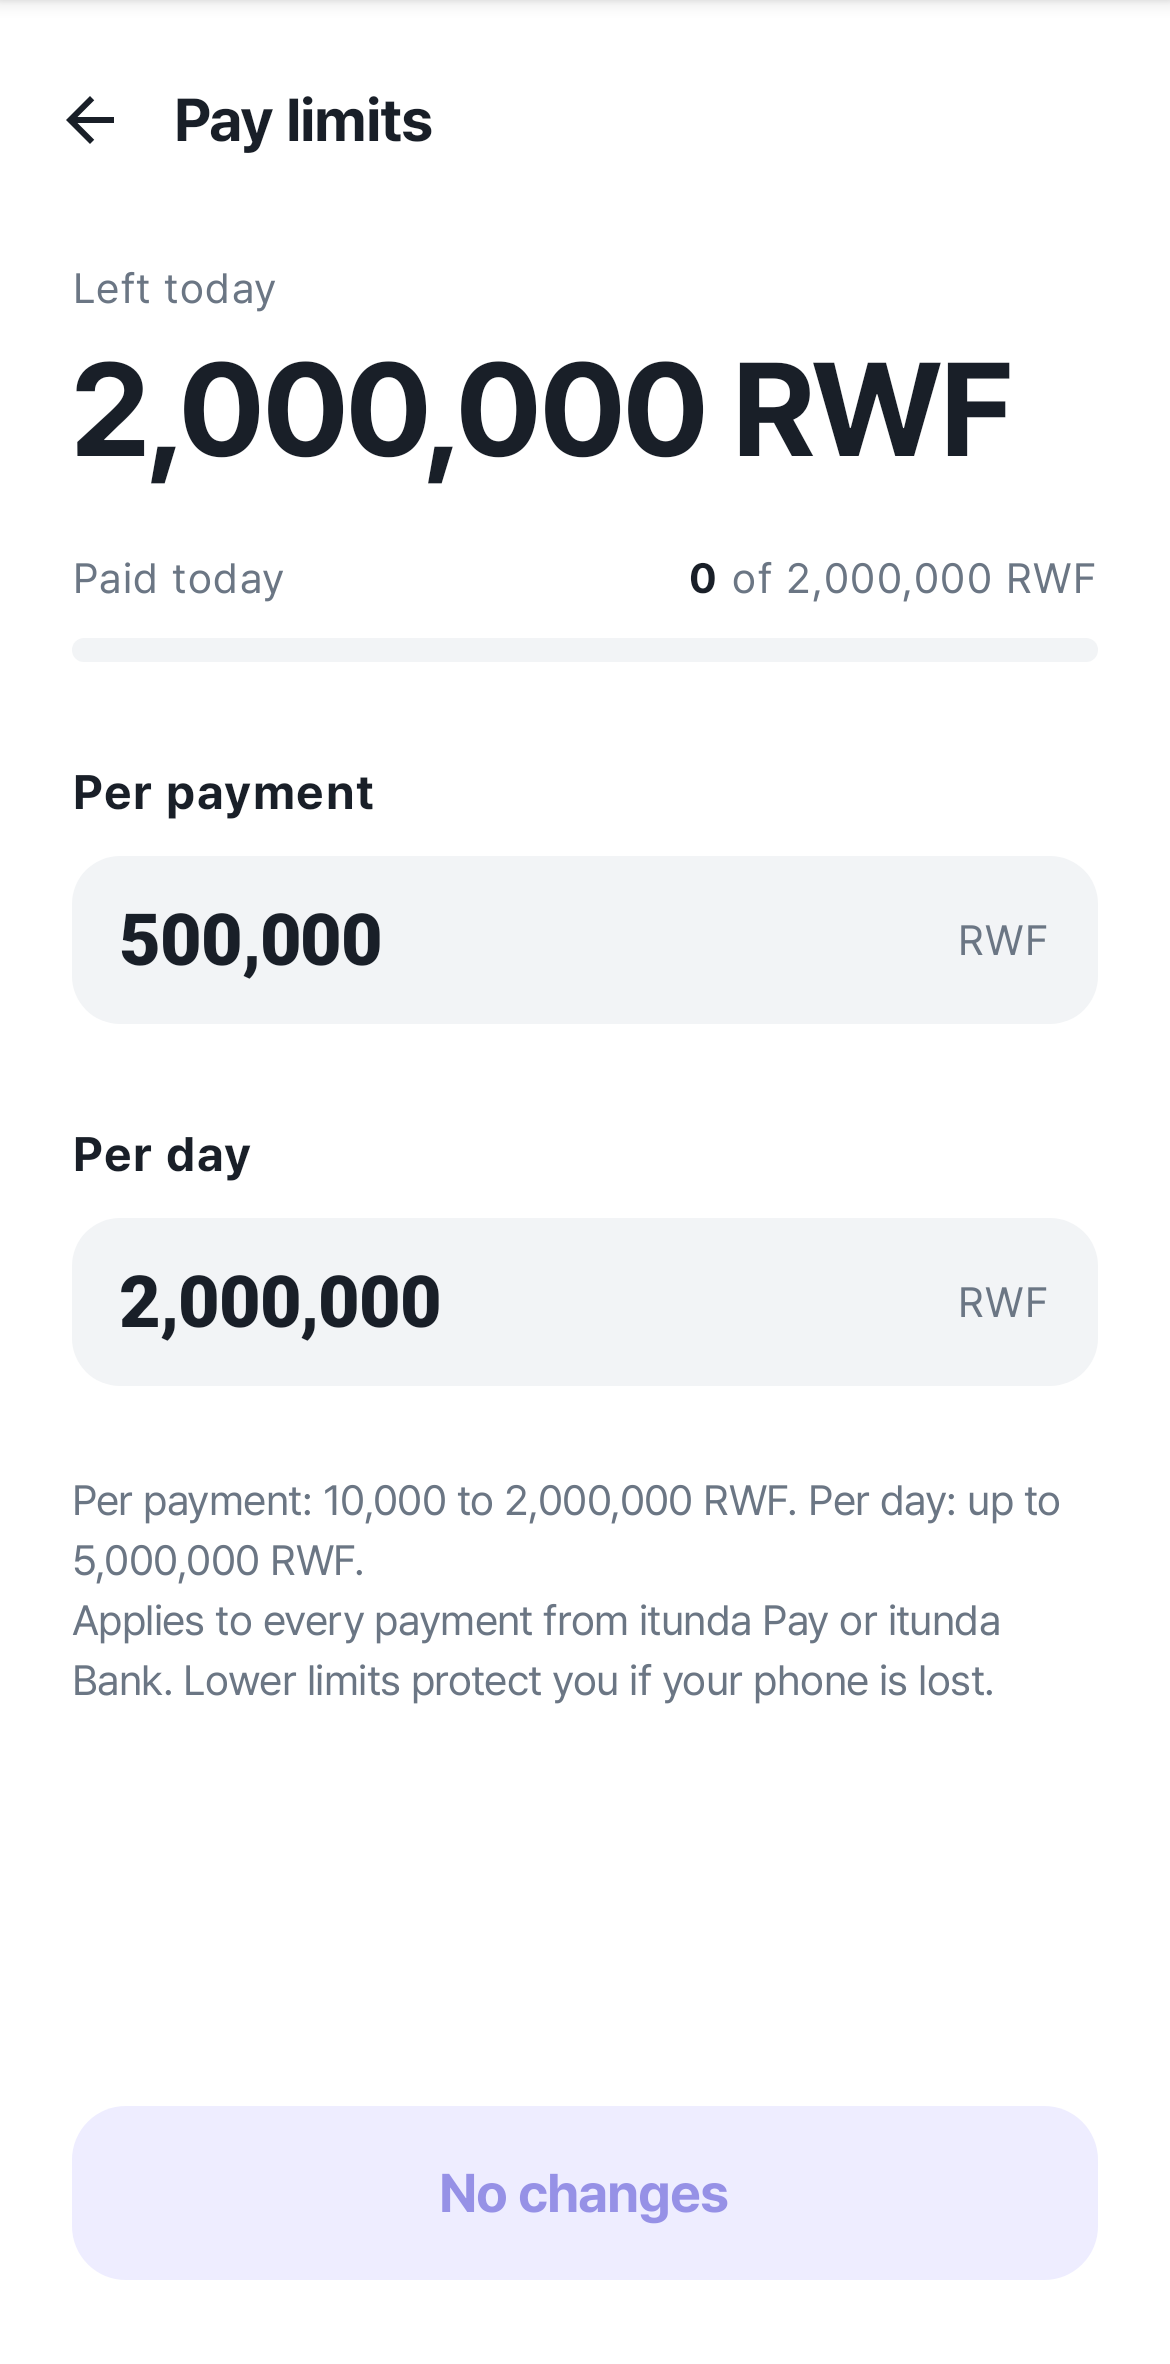 Pay limits
Left today
2,000,000 RWF
Paid today 0 of 2,000,000 RWF
Per payment
500,000 RWF
Per day
2,000,000 RWF
Per payment: 10,000 to 2,000,000 RWF. Per day: up to
5,000,000 RWF.
Applies to every payment from itunda Pay or itunda
Bank. Lower limits protect you if your phone is lost.
No changes